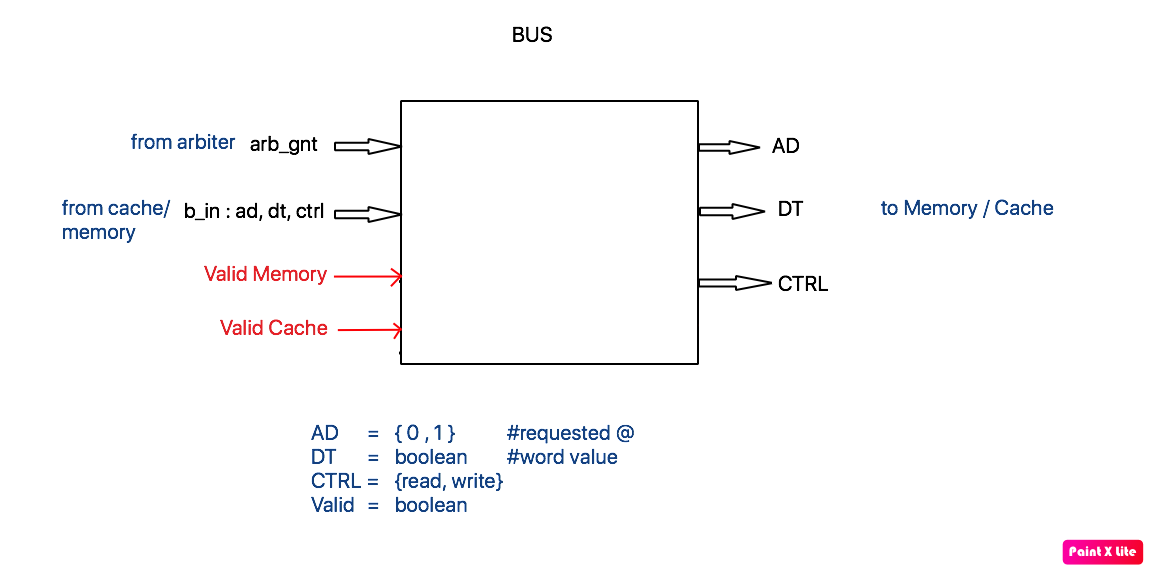 BUS
from arbiter arb_gnt
AD
from cache/
memory
b_in : ad, dt, ctrl
DT
to Memory / Cache
Valid Memory
CTRL
Valid Cache
AD = { 0 , 1 } #requested @
DT = boolean #word value
CTRL = {read, write}
Valid = boolean
Paint X Lite